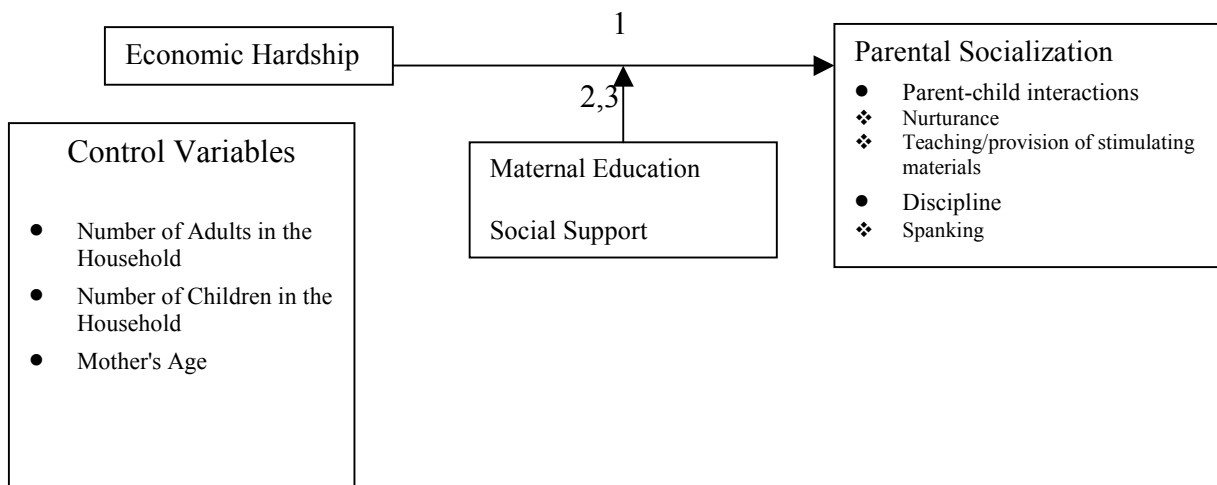 1
Economic Hardship
2,3
Parental Socialization
● Parent-child interactions
❖ Nurturance
❖ Teaching/provision of stimulating
materials
● Discipline
❖ Spanking
Maternal Education
Social Support
Control Variables
● Number of Adults in the
Household
● Number of Children in the
Household
● Mother's Age